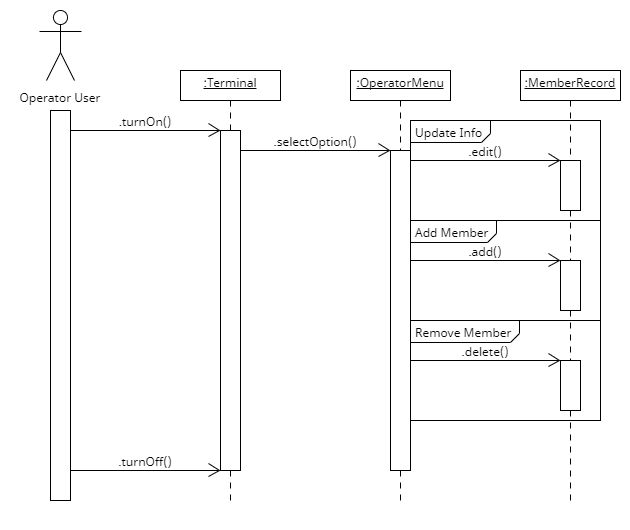 Operator User
:Terminal
:OperatorMenu
:MemberRecord
.turnOn()
.selectOption()
Update Info
.edit()
Add Member
.add()
Remove Member
.delete()
.turnOff()